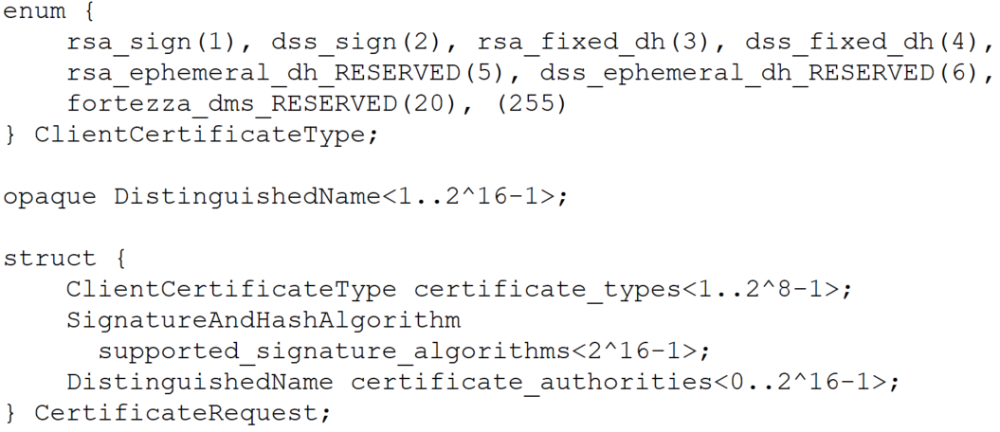 enum {
    rsa_sign(1), dss_sign(2), rsa_fixed_dh(3), dss_fixed_dh(4),
    rsa_ephemeral_dh_RESERVED(5), dss_ephemeral_dh_RESERVED(6),
    fortezza_dms_RESERVED(20), (255)
} ClientCertificateType;

opaque DistinguishedName<1..2^16-1>;

struct {
    ClientCertificateType certificate_types<1..2^8-1>;
    SignatureAndHashAlgorithm
      supported_signature_algorithms<2^16-1>;
    DistinguishedName certificate_authorities<0..2^16-1>;
} CertificateRequest;